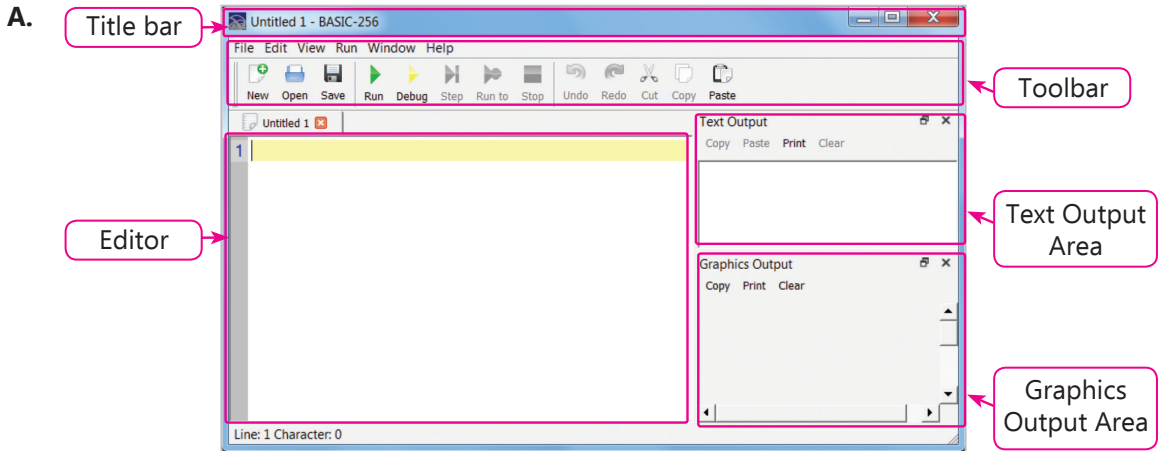 A.
Title bar
Untitled 1 - BASIC-256
File Edit View Run Window Help
New Open Save Run Debug Step Run to Stop Undo Redo Cut Copy Paste
Toolbar
Untitled 1
Text Output
Copy Paste Print Clear
1
Text Output
Area
Editor
Graphics Output
Copy Print Clear
Graphics
Output Area
Line: 1 Character: 0